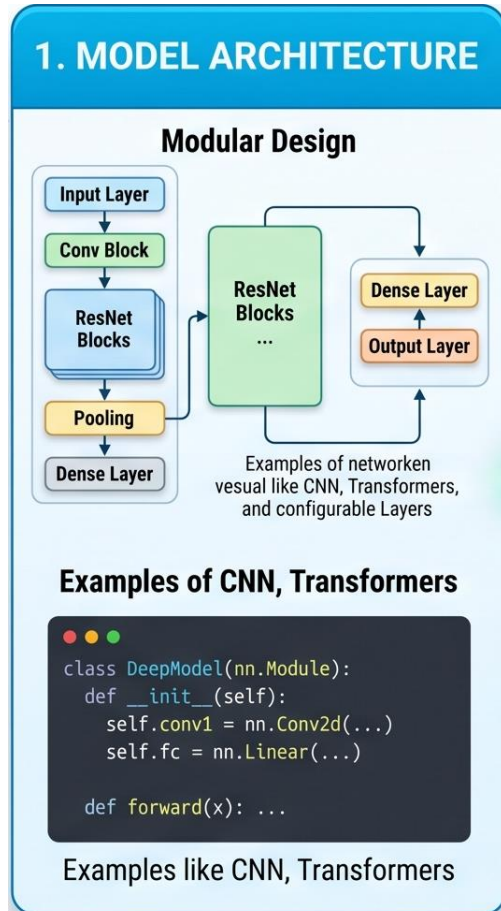 1. MODEL ARCHITECTURE
Modular Design
Input Layer
Conv Block
ResNet
Blocks
Pooling
Dense Layer
ResNet
Blocks
...
Dense Layer
Output Layer
Examples of networken
vesual like CNN, Transformers,
and configurable Layers
Examples of CNN, Transformers
class DeepModel(nn.Module):
  def __init__(self):
    self.conv1 = nn.Conv2d(...)
    self.fc = nn.Linear(...)
  def forward(x): ...
Examples like CNN, Transformers